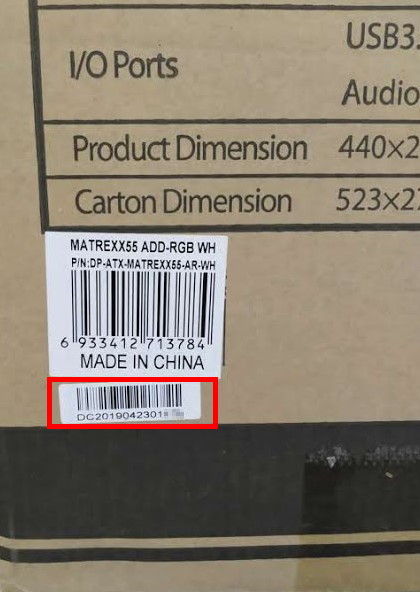 I/O Ports
USB3.
Audio
Product Dimension 440×2
Carton Dimension 523×2
MATREXX55 ADD-RGB WH
P/N:DP-ATX-MATREXX55-AR-WH
6 933412 713784
MADE IN CHINA
DC2019042301